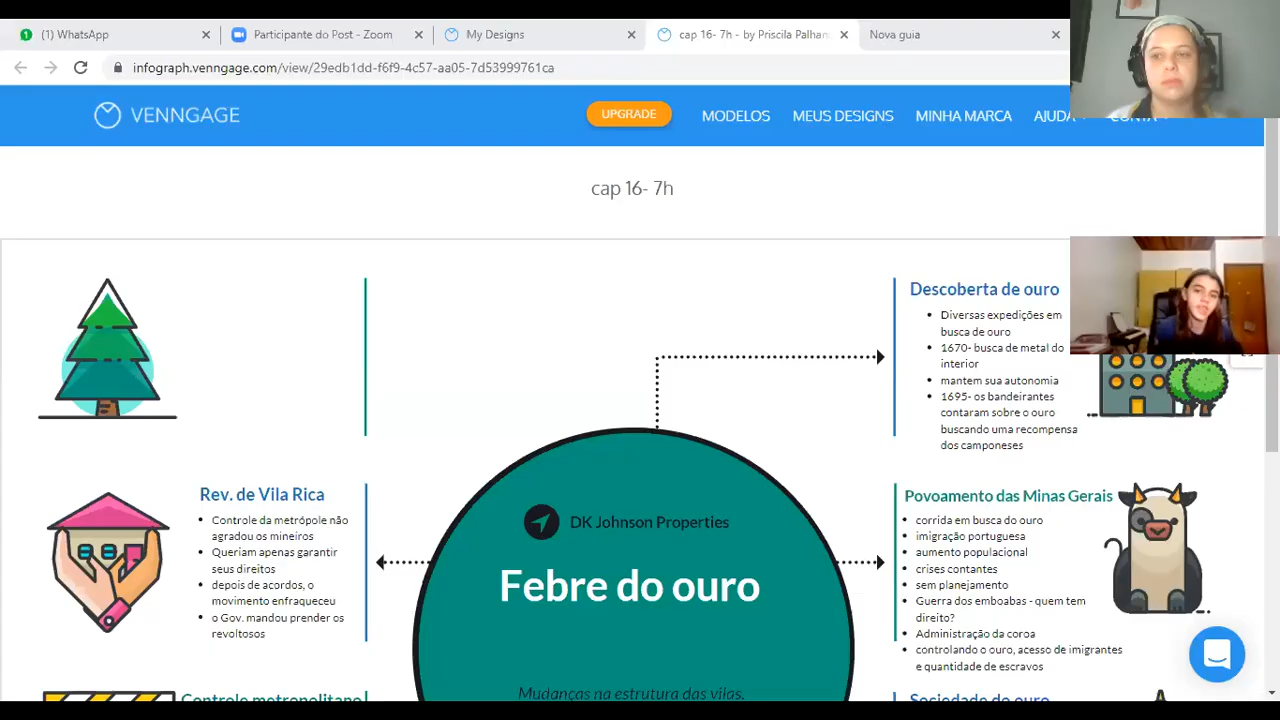 (1) WhatsApp
Participante do Post - Zoom
My Designs
cap 16- 7h - by Priscila Palhan
Nova guia
infograph.venngage.com/view/29edb1dd-f6f9-4c57-aa05-7d53999761ca
VENNGAGE
UPGRADE
MODELOS
MEUS DESIGNS
MINHA MARCA
AJUDA
CONTA
cap 16- 7h
Descoberta de ouro
Diversas expedições em
busca de ouro
1670- busca de metal do
interior
mantem sua autonomia
1695- os bandeirantes
contaram sobre o ouro
buscando uma recompensa
dos camponeses
Rev. de Vila Rica
Controle da metrópole não
agradou os mineiros
Queriam apenas garantir
seus direitos
depois de acordos, o
movimento enfraqueceu
o Gov. mandou prender os
revoltosos
DK Johnson Properties
Febre do ouro
Mudanças na estrutura das vilas.
Povoamento das Minas Gerais
corrida em busca do ouro
imigração portuguesa
aumento populacional
crises contantes
sem planejamento
Guerra dos emboabas - quem tem
direito?
Administração da coroa
controlando o ouro, acesso de imigrantes
e quantidade de escravos
Controle metropolitano
Sociedade do ouro